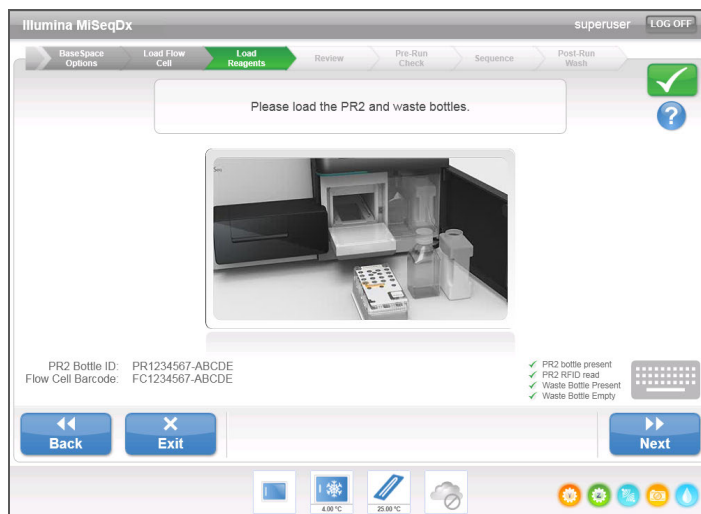 Illumina MiSeqDx
superuser
LOG OFF
BaseSpace
Options
Load Flow
Cell
Load
Reagents
Review
Pre-Run
Check
Sequence
Post-Run
Wash
Please load the PR2 and waste bottles.
PR2 Bottle ID: PR1234567-ABCDE
Flow Cell Barcode: FC1234567-ABCDE
PR2 bottle present
PR2 RFID read
Waste Bottle Present
Waste Bottle Empty
Back
Exit
Next
4.00 °C
25.00 °C